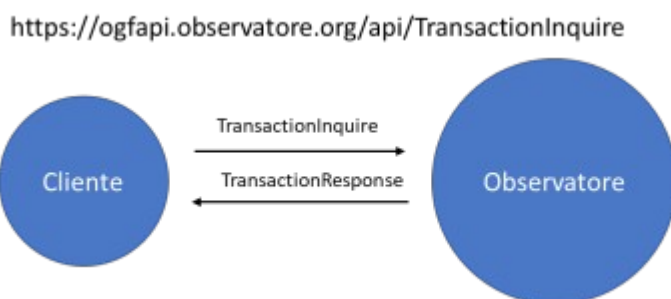 https://ogfapi.observatore.org/api/TransactionInquire
TransactionInquire
Cliente
TransactionResponse
Observatore